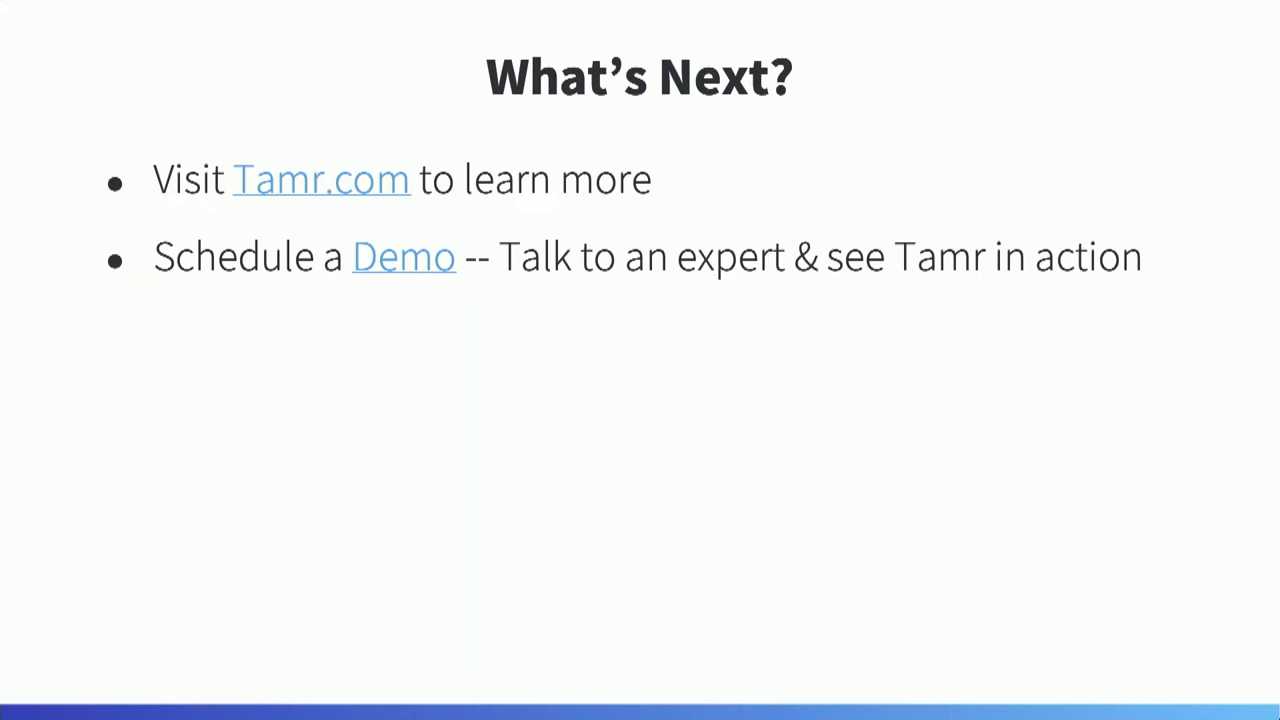 What’s Next?
● Visit Tamr.com to learn more
● Schedule a Demo -- Talk to an expert & see Tamr in action